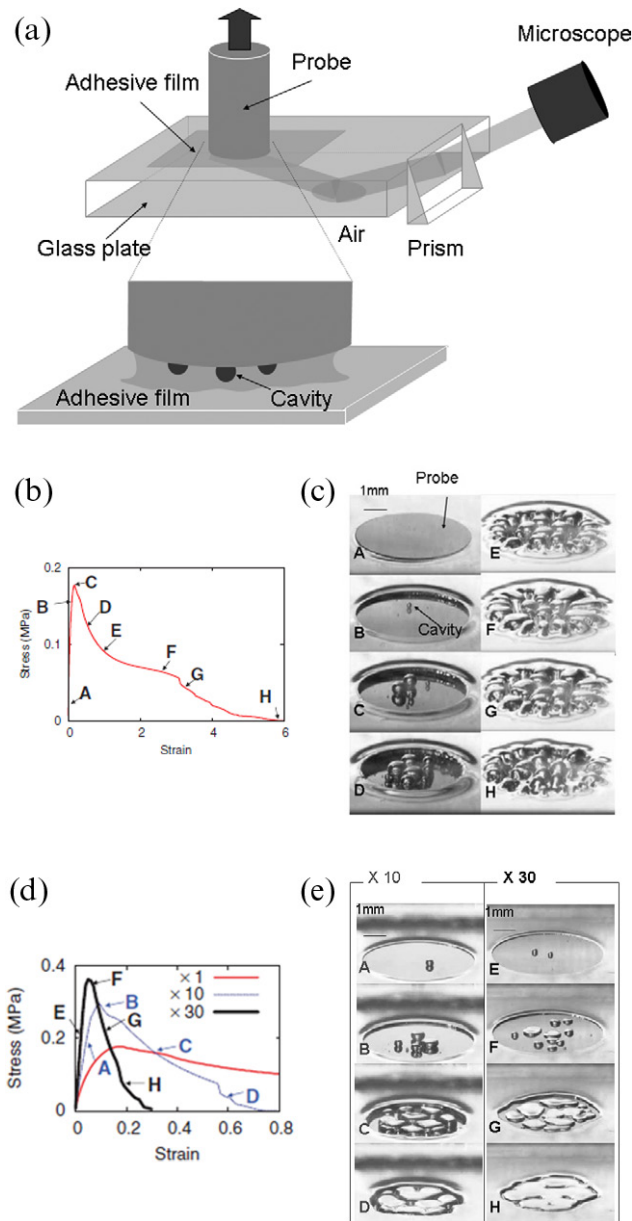 (a)
Microscope
Probe
Adhesive film
Glass plate
Air
Prism
Adhesive film
Cavity
(b)
Stress (MPa)
0.2
0.1
0
0
2
4
6
Strain
A
B
C
D
E
F
G
H
(c)
1mm
Probe
A
E
B
Cavity
F
C
G
D
H
(d)
Stress (MPa)
0.4
0.2
0
0
0.2
0.4
0.6
0.8
Strain
× 1
× 10
× 30
A
B
C
D
E
F
G
H
(e)
X 10
X 30
1mm
1mm
A
E
B
F
C
G
D
H